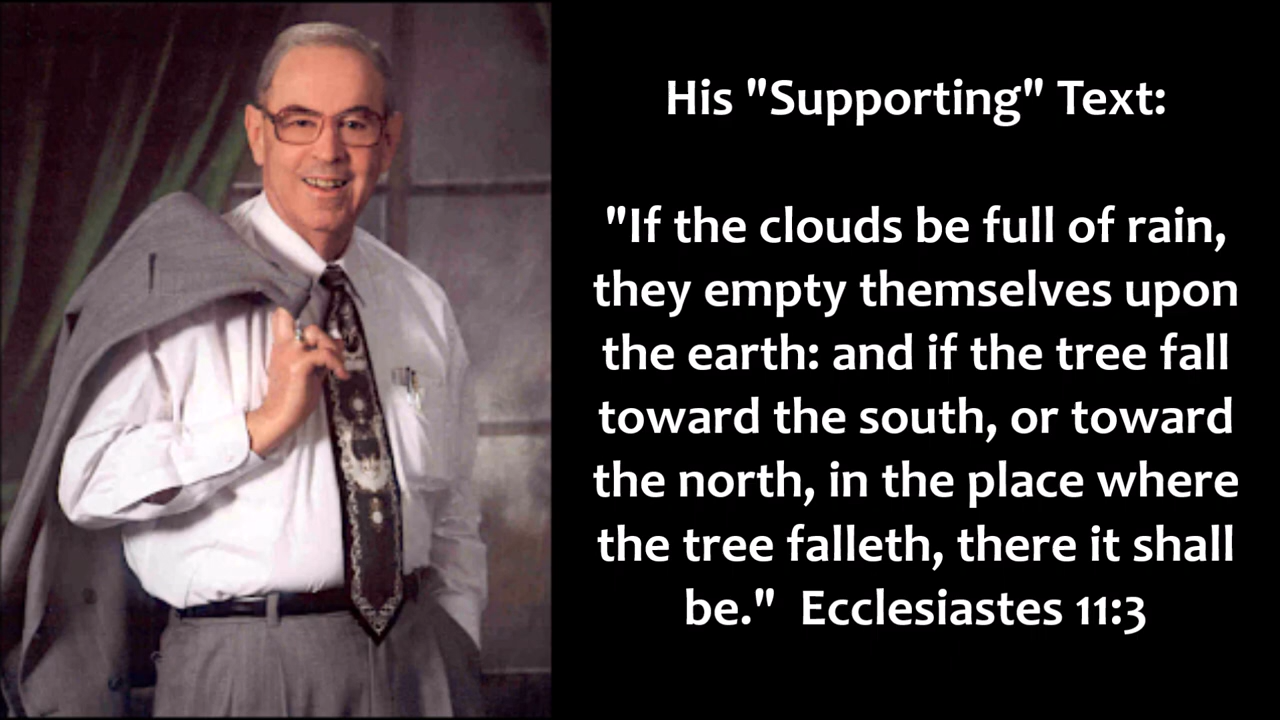 His "Supporting" Text:
"If the clouds be full of rain,
they empty themselves upon
the earth: and if the tree fall
toward the south, or toward
the north, in the place where
the tree falleth, there it shall
be."  Ecclesiastes 11:3